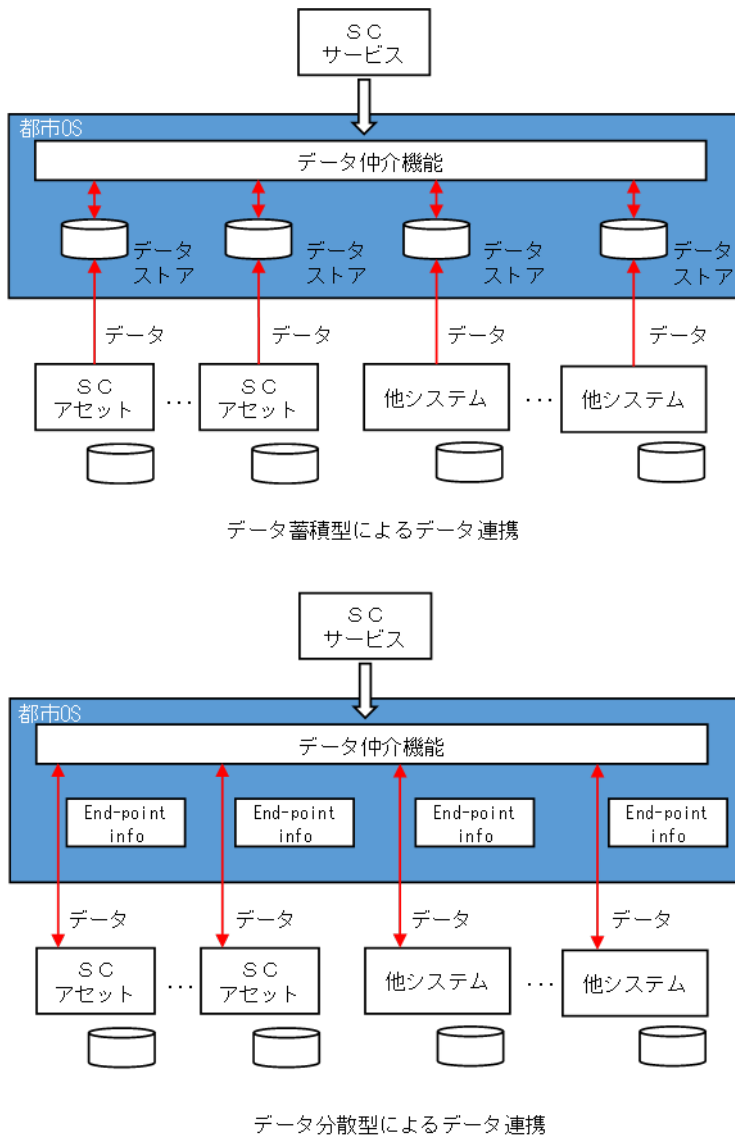 ＳＣ
サービス
都市OS
データ仲介機能
データ
ストア
データ
ストア
データ
ストア
データ
ストア
データ
データ
データ
データ
ＳＣ
アセット
...
ＳＣ
アセット
他システム
...
他システム
データ蓄積型によるデータ連携
ＳＣ
サービス
都市OS
データ仲介機能
End-point
info
End-point
info
End-point
info
End-point
info
データ
データ
データ
データ
ＳＣ
アセット
...
ＳＣ
アセット
他システム
...
他システム
データ分散型によるデータ連携